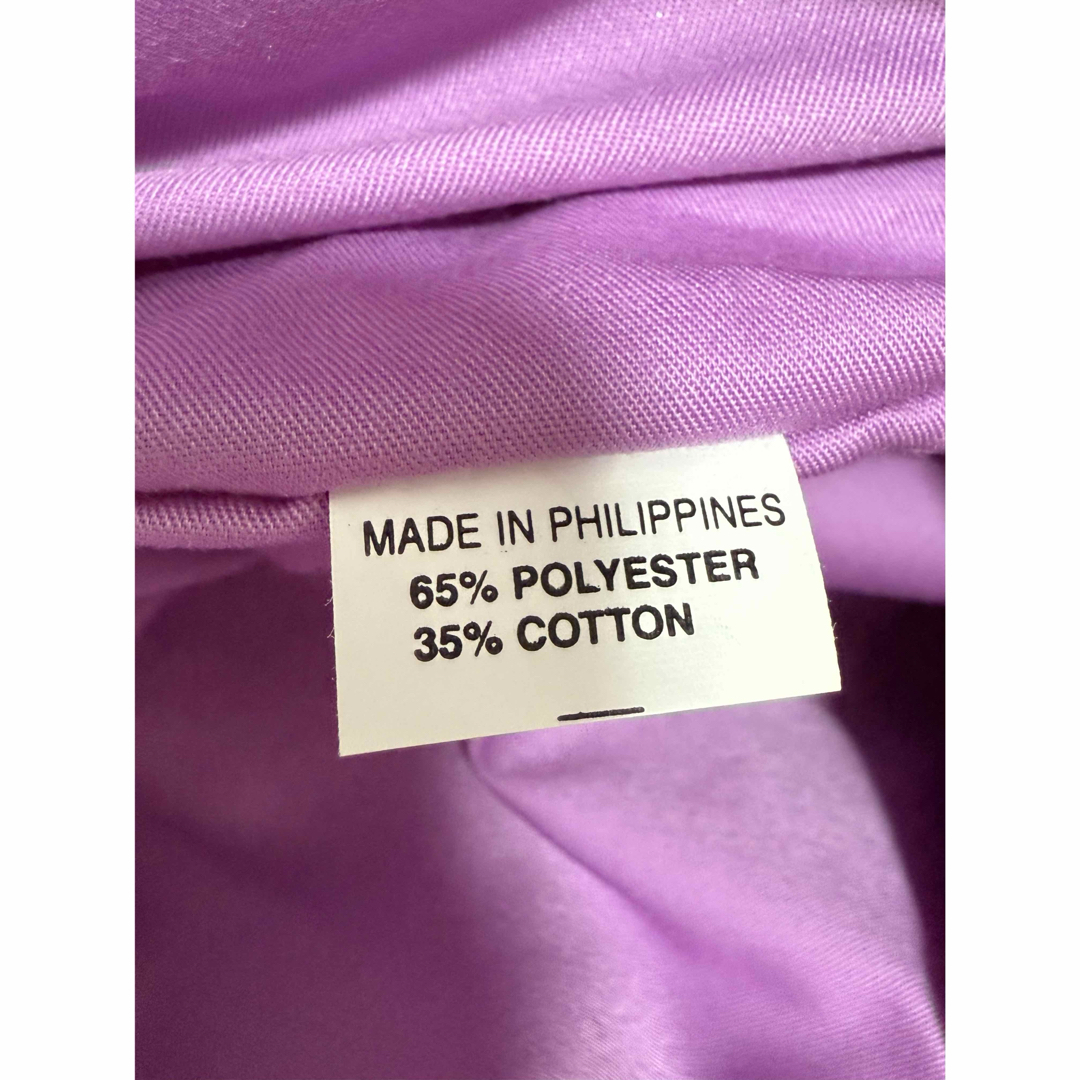 MADE IN PHILIPPINES
65% POLYESTER
35% COTTON